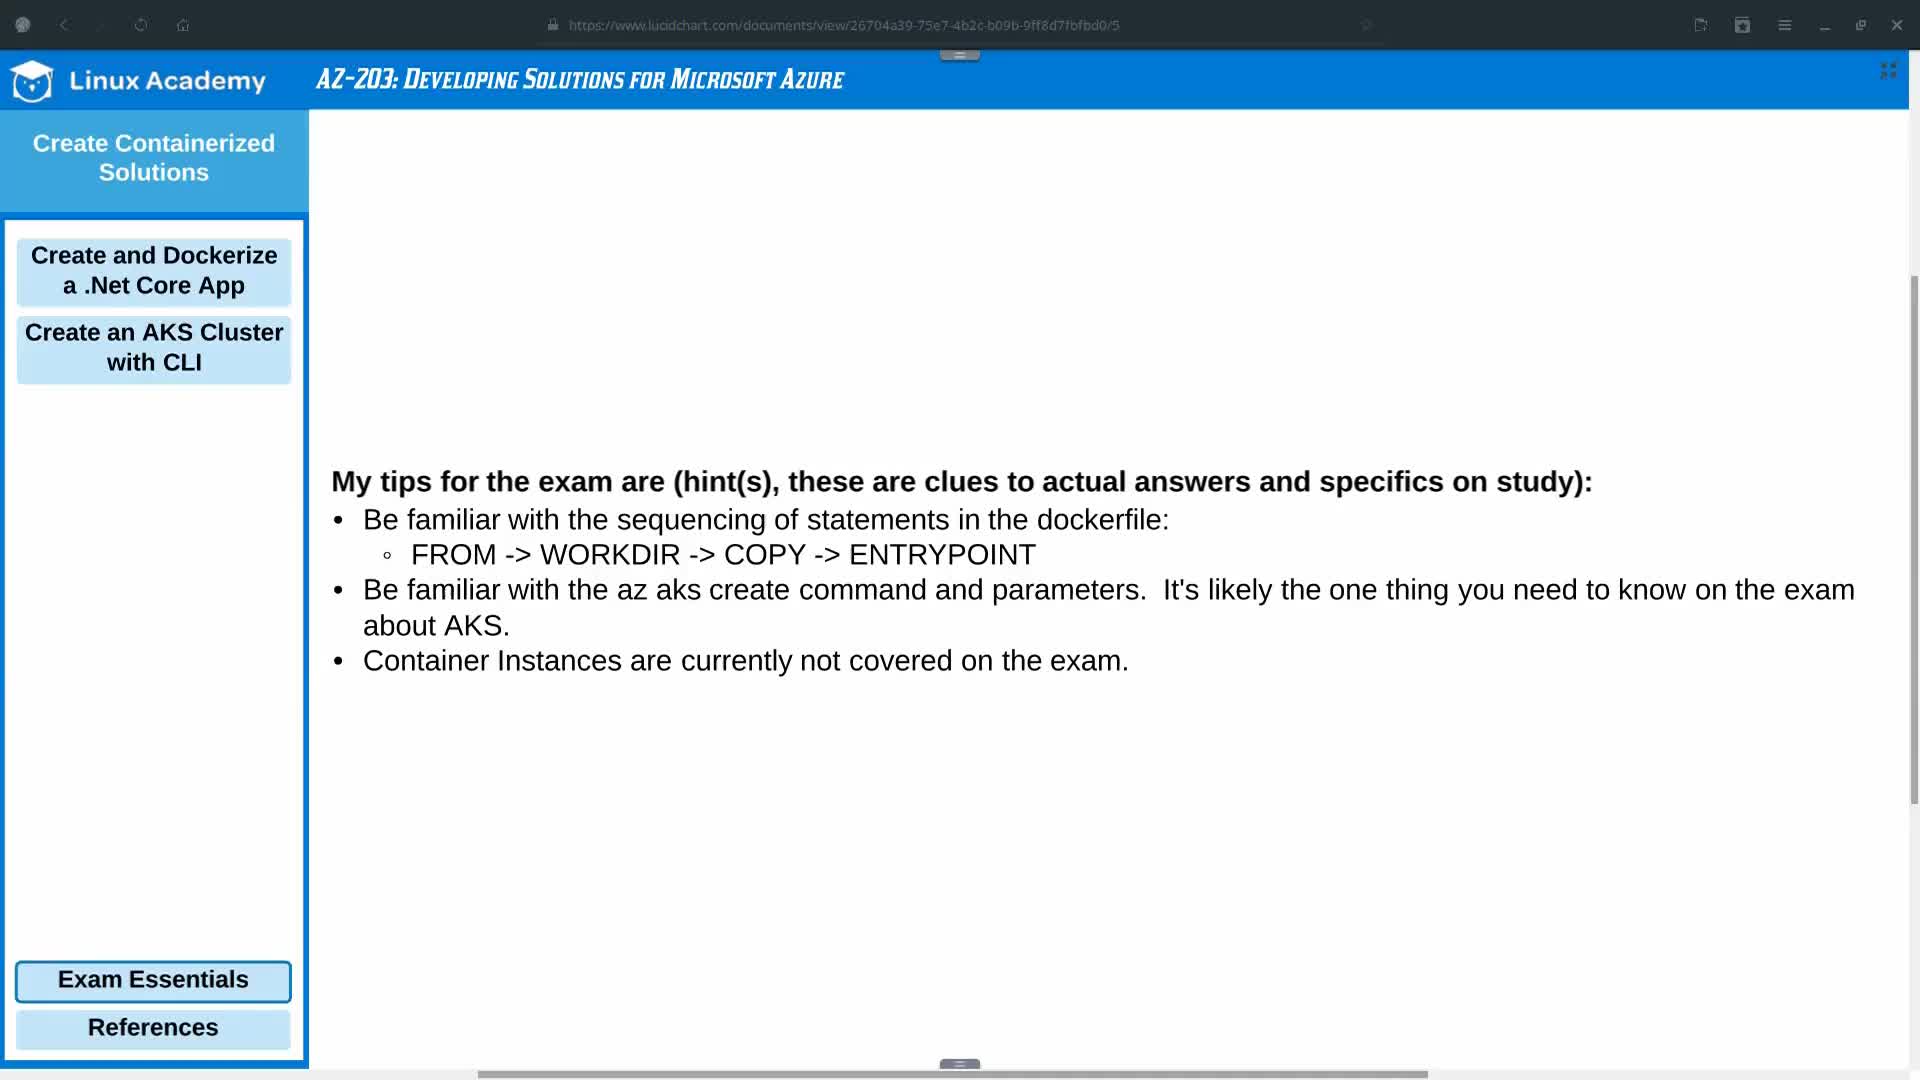 https://www.lucidchart.com/documents/view/26704a39-75e7-4b2c-b09b-9ff8d7fbfbd0/5
Linux Academy
AZ-203: Developing Solutions for Microsoft Azure
Create Containerized
Solutions
Create and Dockerize
a .Net Core App
Create an AKS Cluster
with CLI
My tips for the exam are (hint(s), these are clues to actual answers and specifics on study):
• Be familiar with the sequencing of statements in the dockerfile:
◦ FROM -> WORKDIR -> COPY -> ENTRYPOINT
• Be familiar with the az aks create command and parameters.  It's likely the one thing you need to know on the exam
about AKS.
• Container Instances are currently not covered on the exam.
Exam Essentials
References